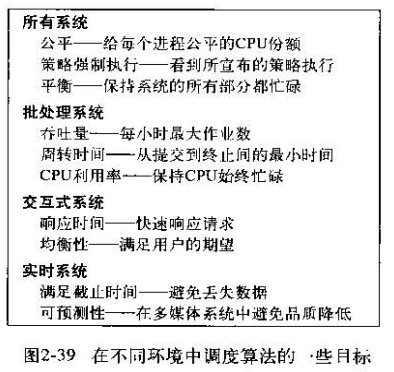 所有系统
公平——给每个进程公平的CPU份额
策略强制执行——看到所宣布的策略执行
平衡——保持系统的所有部分都忙碌
批处理系统
吞吐量——每小时最大作业数
周转时间——从提交到终止间的最小时间
CPU利用率——保持CPU始终忙碌
交互式系统
响应时间——快速响应请求
均衡性——满足用户的期望
实时系统
满足截止时间——避免丢失数据
可预测性——在多媒体系统中避免品质降低
图2-39 在不同环境中调度算法的一些目标